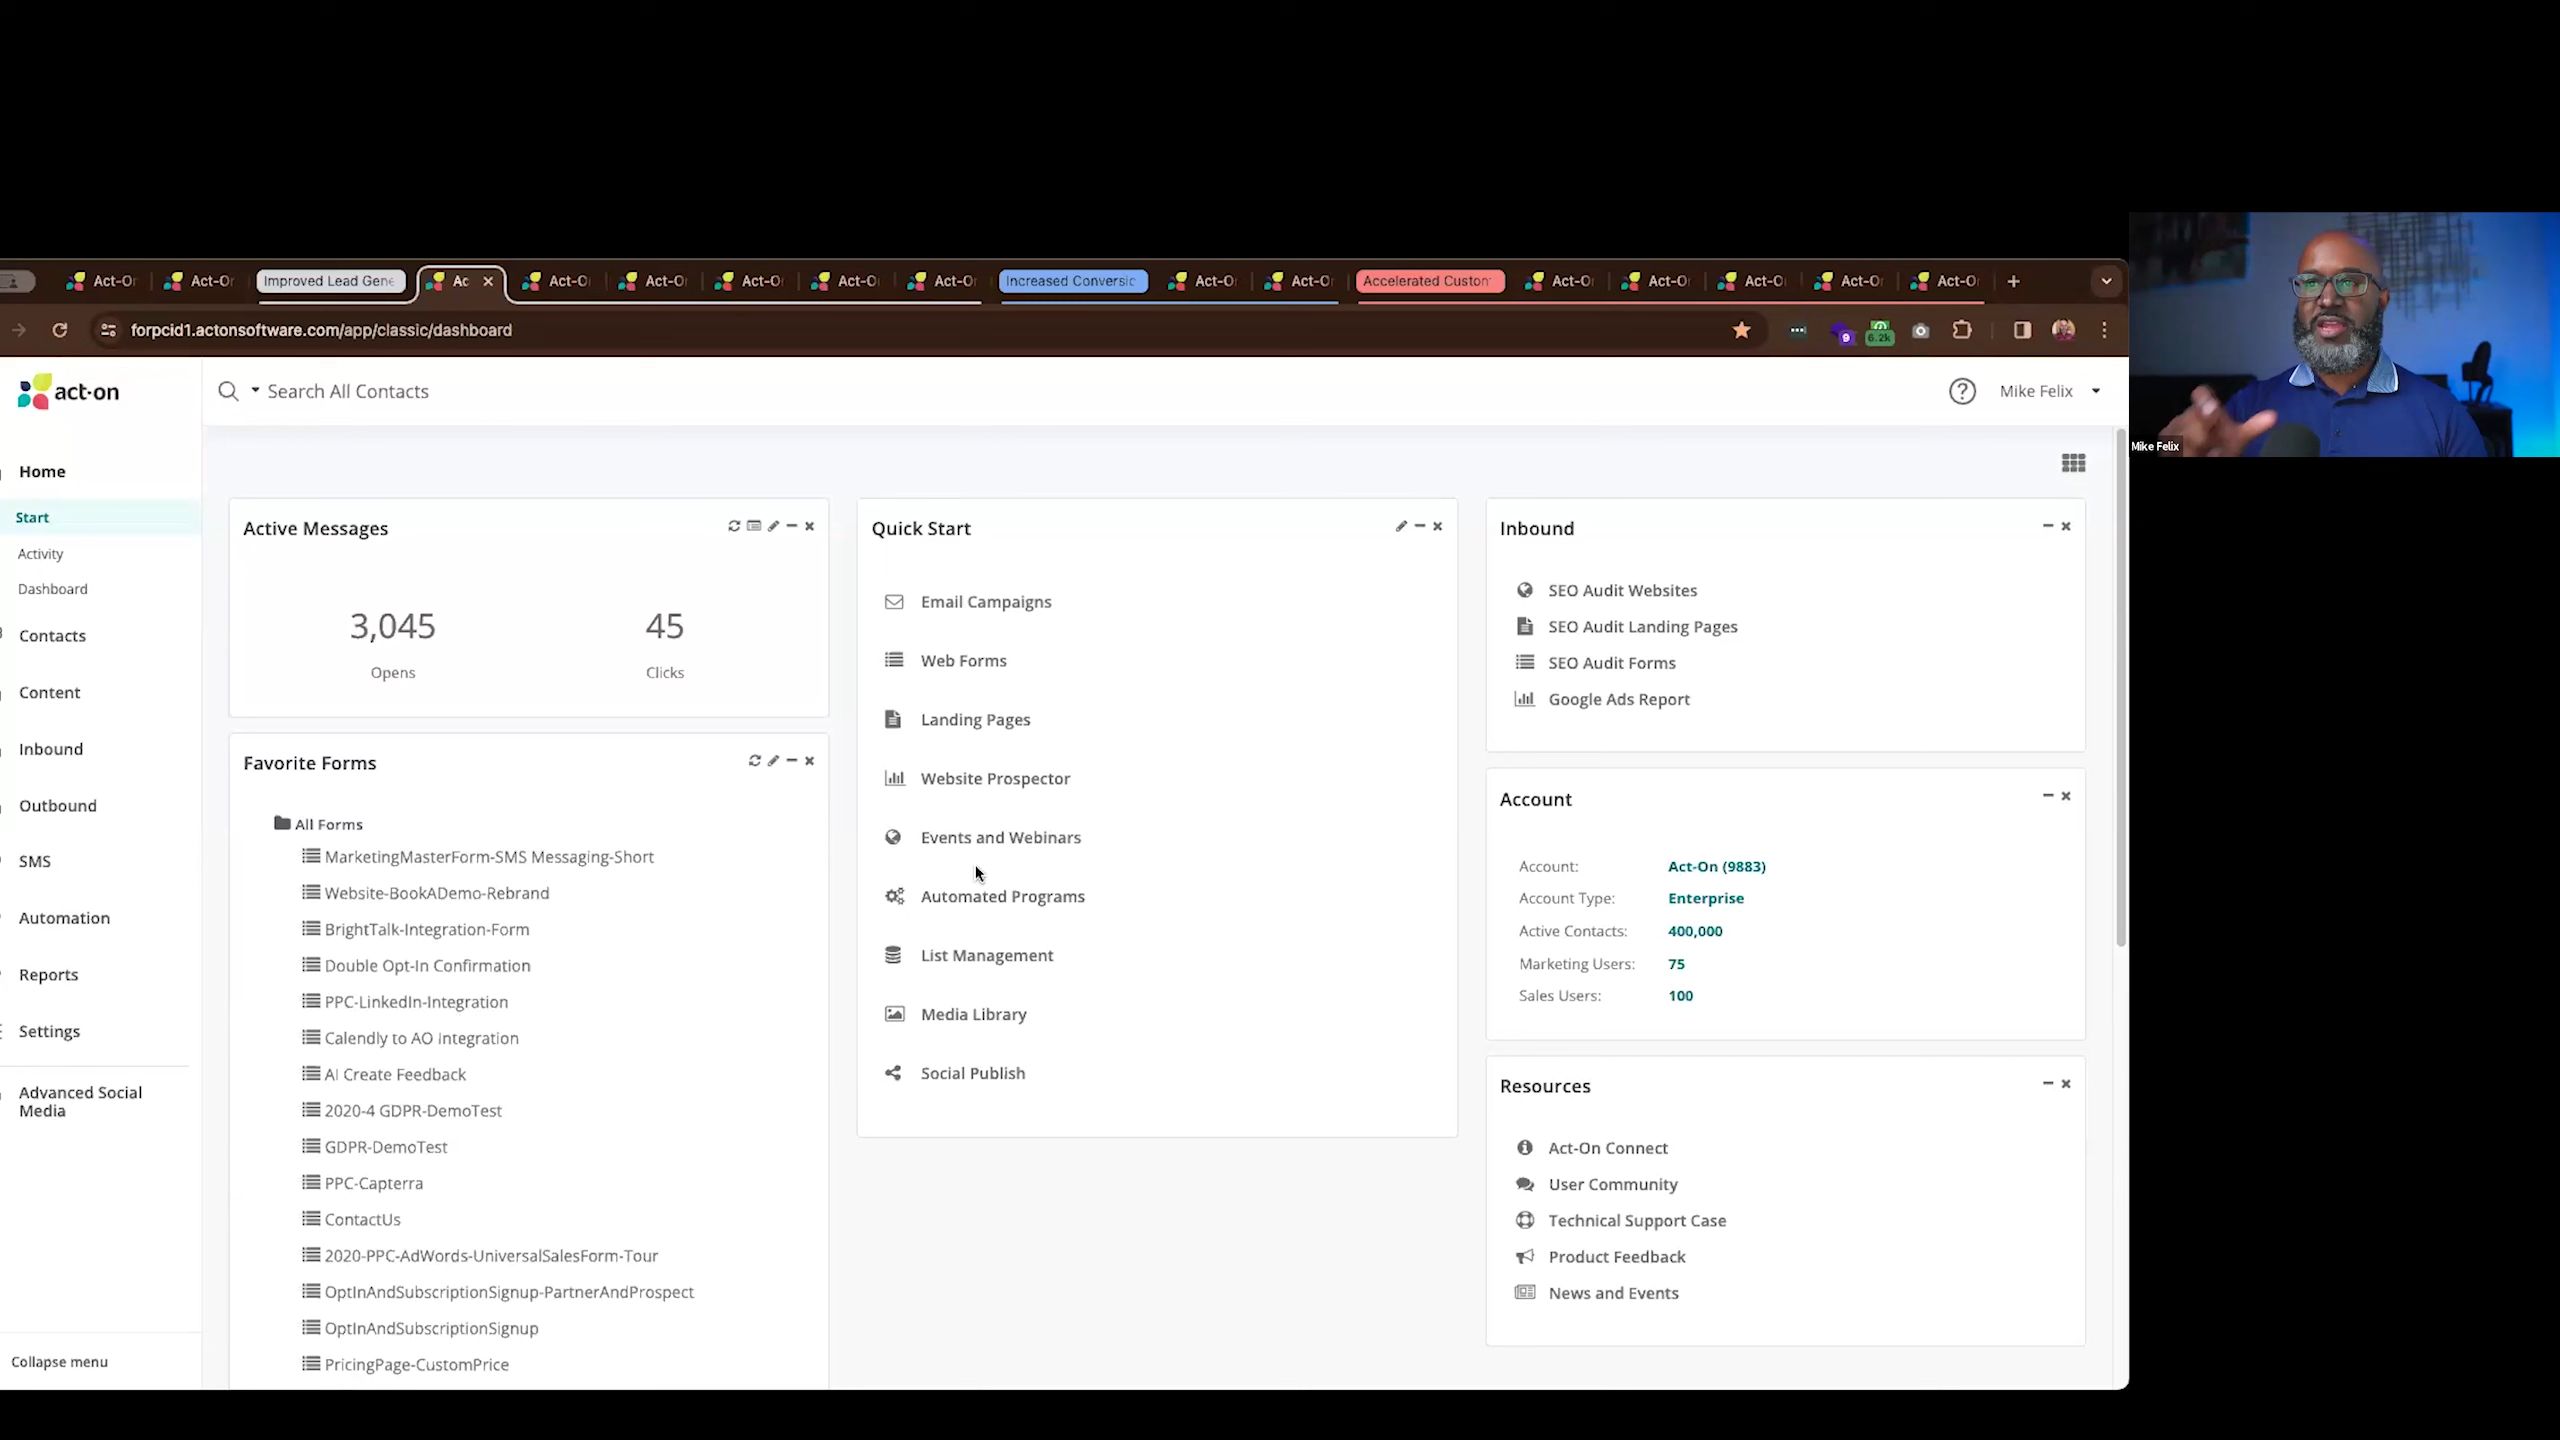 Act-O
Act-O
Improved Lead Gene
Ac
Act-O
Act-O
Act-O
Act-O
Act-O
Increased Conversic
Act-O
Act-O
Accelerated Custom
Act-O
Act-O
Act-O
Act-O
Act-O
forpcid1.actonsoftware.com/app/classic/dashboard
9
6.2k
act-on
Search All Contacts
Mike Felix
Mike Felix
Home
Start
Activity
Dashboard
Contacts
Content
Inbound
Outbound
SMS
Automation
Reports
Settings
Advanced Social
Media
Collapse menu
Active Messages
3,045
45
Opens
Clicks
Favorite Forms
All Forms
MarketingMasterForm-SMS Messaging-Short
Website-BookADemo-Rebrand
BrightTalk-Integration-Form
Double Opt-In Confirmation
PPC-LinkedIn-Integration
Calendly to AO Integration
AI Create Feedback
2020-4 GDPR-DemoTest
GDPR-DemoTest
PPC-Capterra
ContactUs
2020-PPC-AdWords-UniversalSalesForm-Tour
OptInAndSubscriptionSignup-PartnerAndProspect
OptInAndSubscriptionSignup
PricingPage-CustomPrice
Quick Start
Email Campaigns
Web Forms
Landing Pages
Website Prospector
Events and Webinars
Automated Programs
List Management
Media Library
Social Publish
Inbound
SEO Audit Websites
SEO Audit Landing Pages
SEO Audit Forms
Google Ads Report
Account
Account: Act-On (9883)
Account Type: Enterprise
Active Contacts: 400,000
Marketing Users: 75
Sales Users: 100
Resources
Act-On Connect
User Community
Technical Support Case
Product Feedback
News and Events